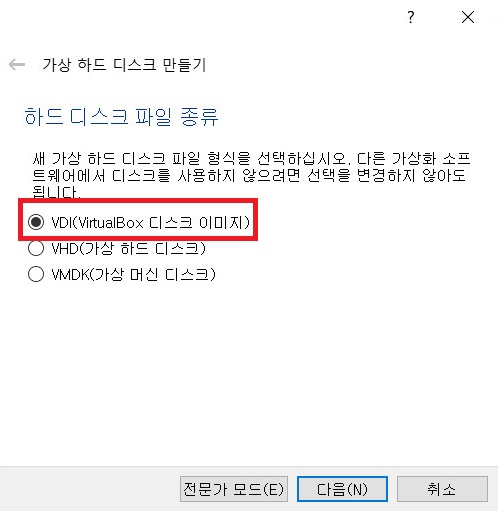 ?
가상 하드 디스크 만들기
하드 디스크 파일 종류
새 가상 하드 디스크 파일 형식을 선택하십시오. 다른 가상화 소프
트웨어에서 디스크를 사용하지 않으려면 선택을 변경하지 않아도
됩니다.
VDI(VirtualBox 디스크 이미지)
VHD(가상 하드 디스크)
VMDK(가상 머신 디스크)
전문가 모드(E) 다음(N) 취소